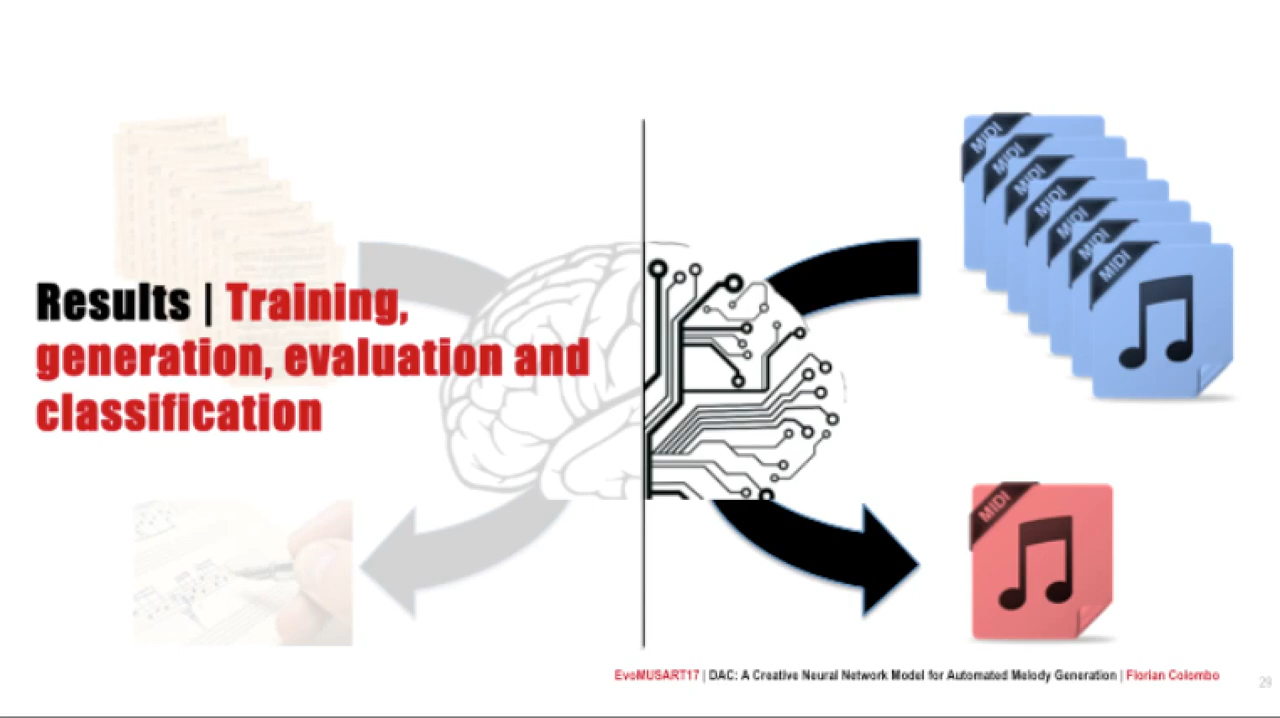 MIDI
MIDI
MIDI
MIDI
MIDI
MIDI
MIDI
Results | Training,
generation, evaluation and
classification
MIDI
EvoMUSART17 | DAC: A Creative Neural Network Model for Automated Melody Generation | Florian Colombo
29